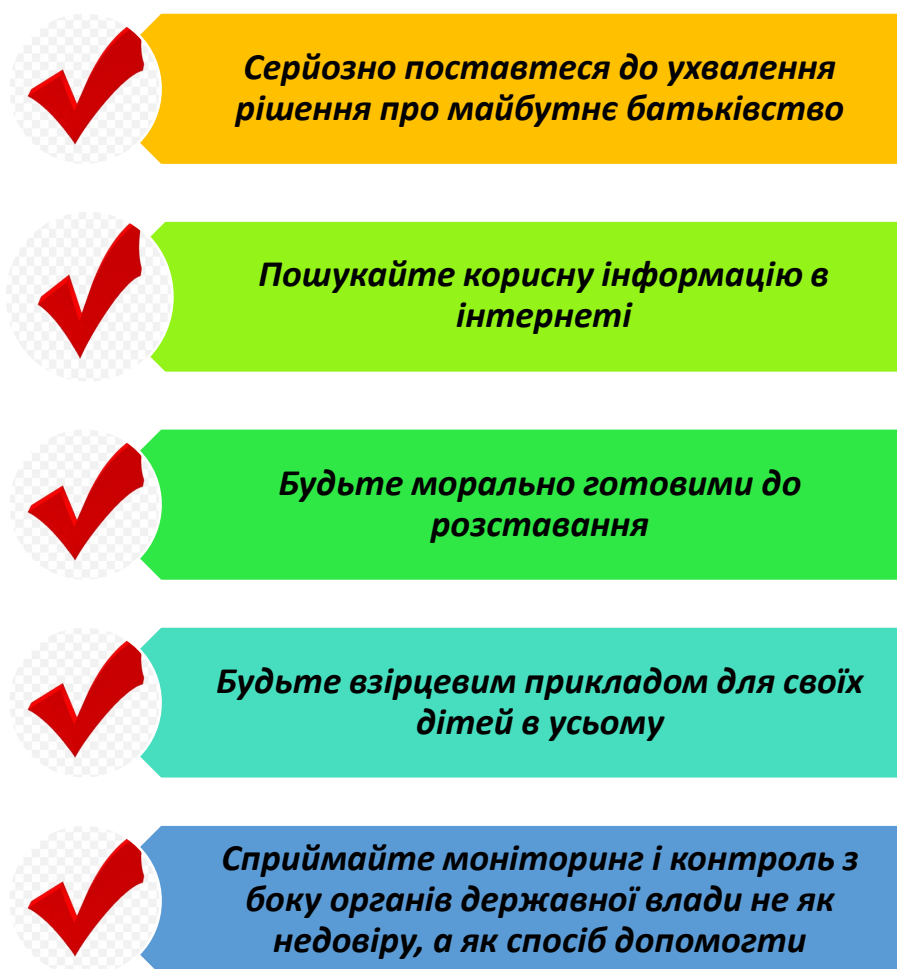 Серйозно поставтеся до ухвалення
рішення про майбутнє батьківство
Пошукайте корисну інформацію в
інтернеті
Будьте морально готовими до
розставання
Будьте взірцевим прикладом для своїх
дітей в усьому
Сприймайте моніторинг і контроль з
боку органів державної влади не як
недовіру, а як спосіб допомогти